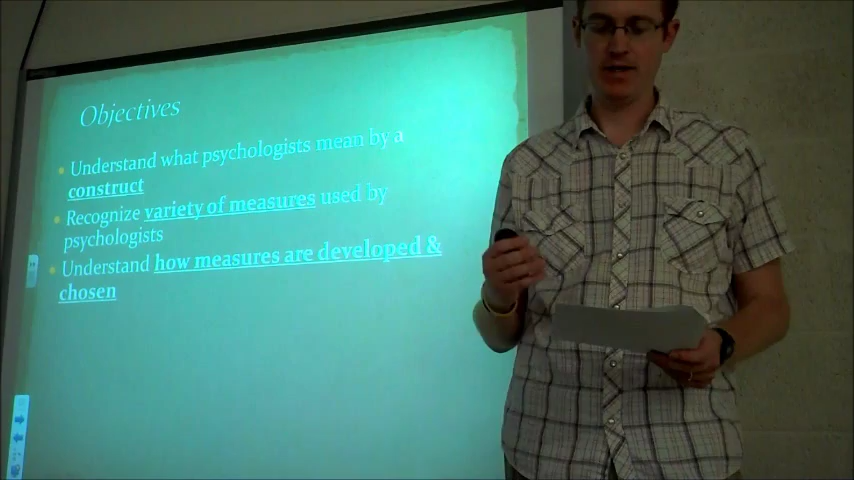 Objectives
Understand what psychologists mean by a
construct
Recognize variety of measures used by
psychologists
Understand how measures are developed &
chosen